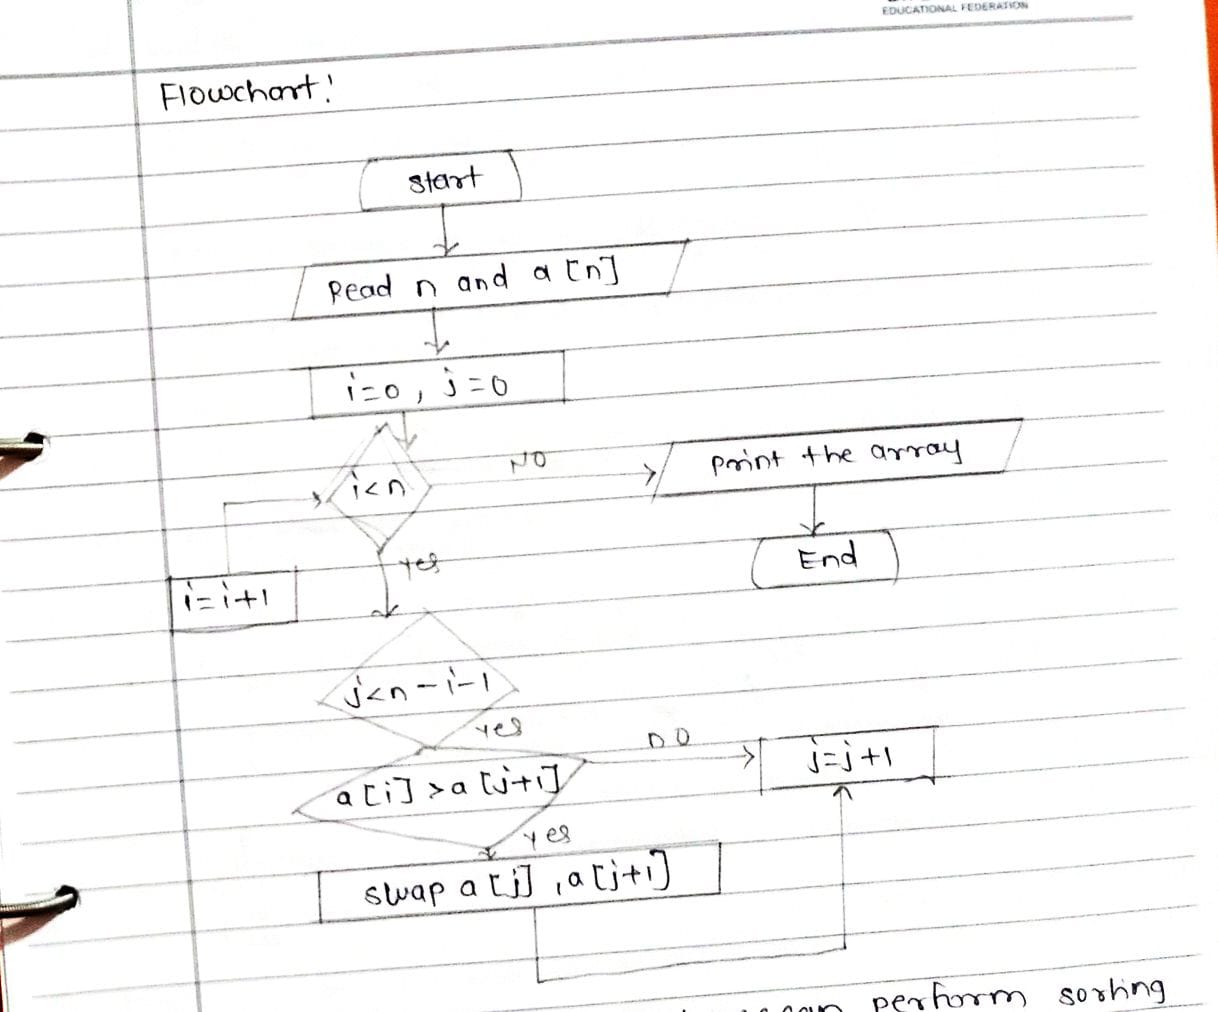 EDUCATIONAL FEDERATION
Flowchart!
Start
Read n and a[n]
i=0, j=0
i<n
NO
print the array
yes
End
i=i+1
j<n-i-1
yes
no
j=j+1
a[i]>a[j+1]
yes
swap a[j],a[j+1]
perform sorting